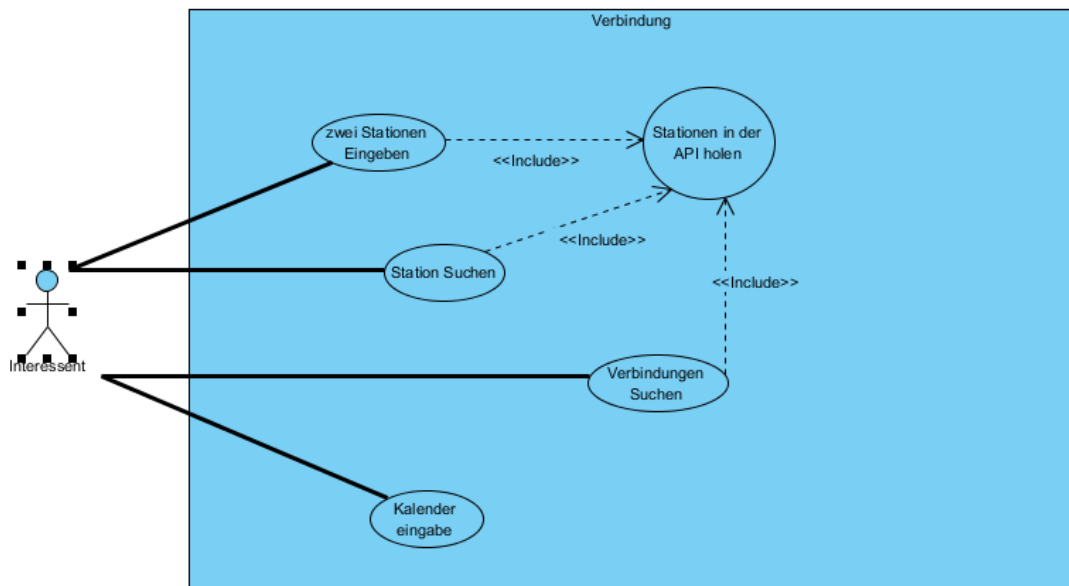 Verbindung
zwei Stationen
Eingeben
Stationen in der
API holen
<<Include>>
<<Include>>
Station Suchen
<<Include>>
Interessent
Verbindungen
Suchen
Kalender
eingabe